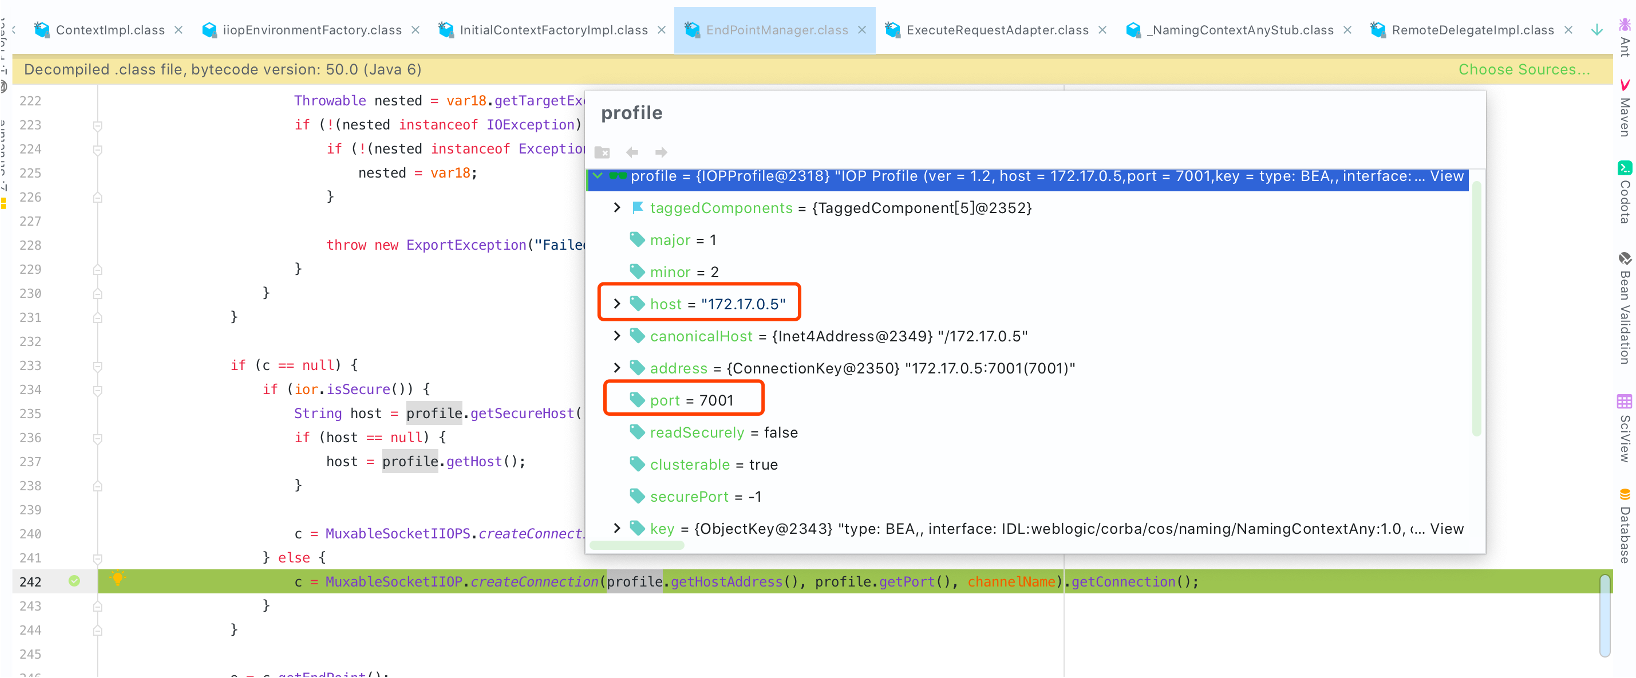 ContextImpl.class × iiopEnvironmentFactory.class × InitialContextFactoryImpl.class × EndPointManager.class × ExecuteRequestAdapter.class × _NamingContextAnyStub.class × RemoteDelegateImpl.class ×
Decompiled .class file, bytecode version: 50.0 (Java 6) Choose Sources...
222 Throwable nested = var18.getTargetExc
223 if (!(nested instanceof IOException)
224 if (!(nested instanceof Exception
225 nested = var18;
226 }
227
228 throw new ExportException("Failed
229 }
230 }
231 }
232
233 if (c == null) {
234 if (ior.isSecure()) {
235 String host = profile.getSecureHost(
236 if (host == null) {
237 host = profile.getHost();
238 }
239
240 c = MuxableSocketIIOPS.createConnecti
241 } else {
242 c = MuxableSocketIIOP.createConnection(profile.getHostAddress(), profile.getPort(), channelName).getConnection();
243 }
244 }
245
246 e = c.getEndPoint();
profile
profile = {IOPProfile@2318} "IOP Profile (ver = 1.2, host = 172.17.0.5,port = 7001,key = type: BEA,, interface:... View
taggedComponents = {TaggedComponent[5]@2352}
major = 1
minor = 2
host = "172.17.0.5"
canonicalHost = {Inet4Address@2349} "/172.17.0.5"
address = {ConnectionKey@2350} "172.17.0.5:7001(7001)"
port = 7001
readSecurely = false
clusterable = true
securePort = -1
key = {ObjectKey@2343} "type: BEA,, interface: IDL:weblogic/corba/cos/naming/NamingContextAny:1.0, c... View
Ant
Maven
Codota
Bean Validation
SciView
Database